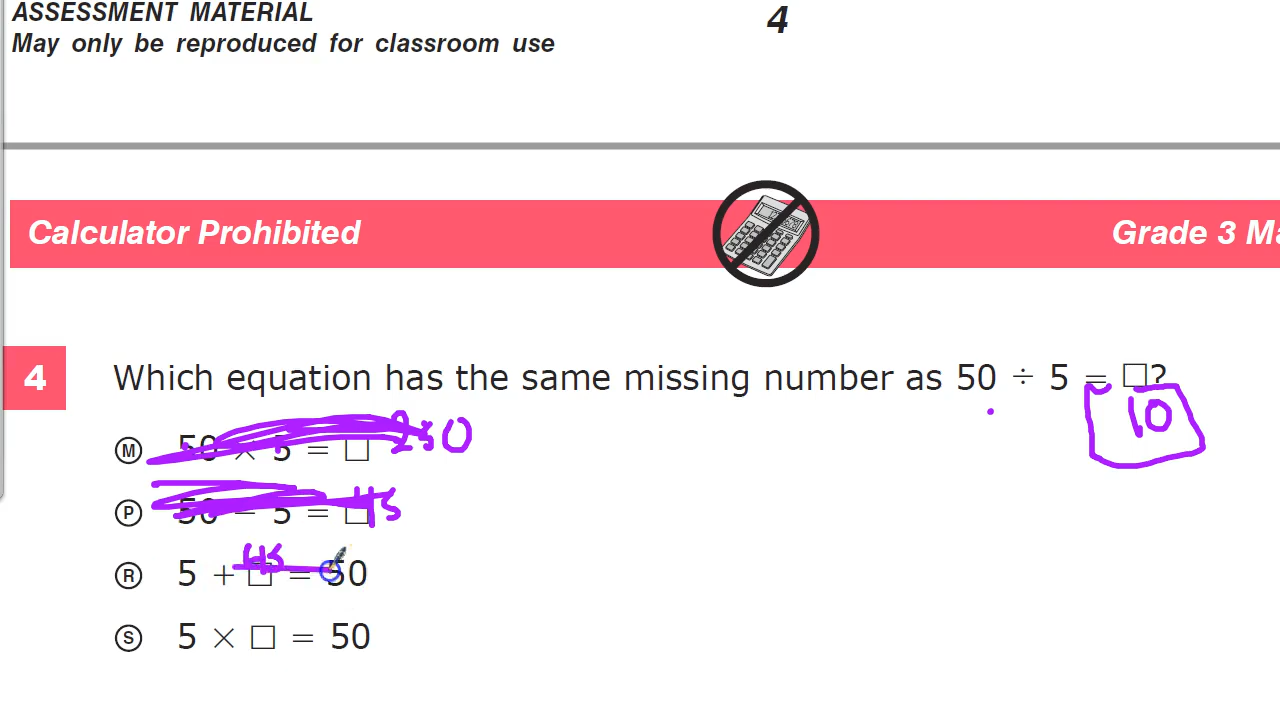 ASSESSMENT MATERIAL
May only be reproduced for classroom use
4
Calculator Prohibited
Grade 3 Ma
4 Which equation has the same missing number as 50 ÷ 5 = □?
10
M 50 × 5 = □ 250
P 50 − 5 = □ 45
R 5 + □ = 50
45
S 5 × □ = 50